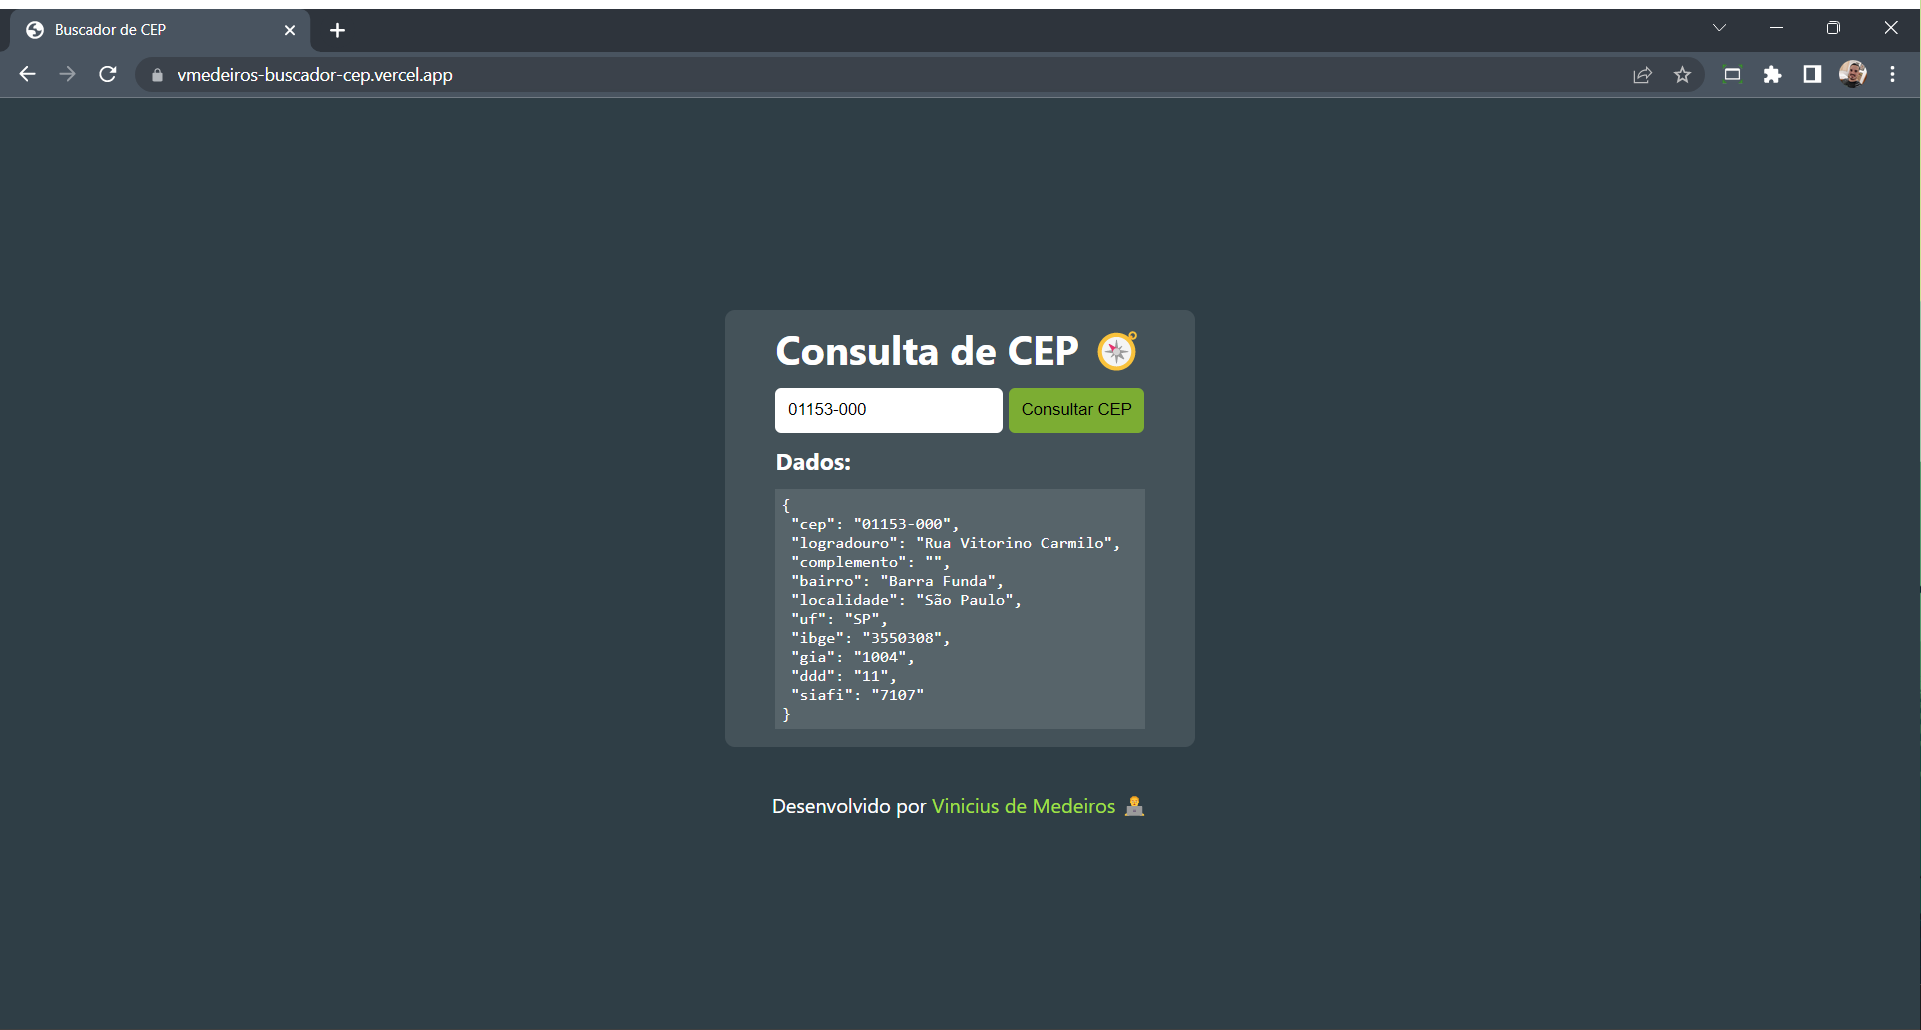 Buscador de CEP
vmedeiros-buscador-cep.vercel.app
Consulta de CEP
01153-000
Consultar CEP
Dados:
{
"cep": "01153-000",
"logradouro": "Rua Vitorino Carmilo",
"complemento": "",
"bairro": "Barra Funda",
"localidade": "São Paulo",
"uf": "SP",
"ibge": "3550308",
"gia": "1004",
"ddd": "11",
"siafi": "7107"
}
Desenvolvido por Vinicius de Medeiros